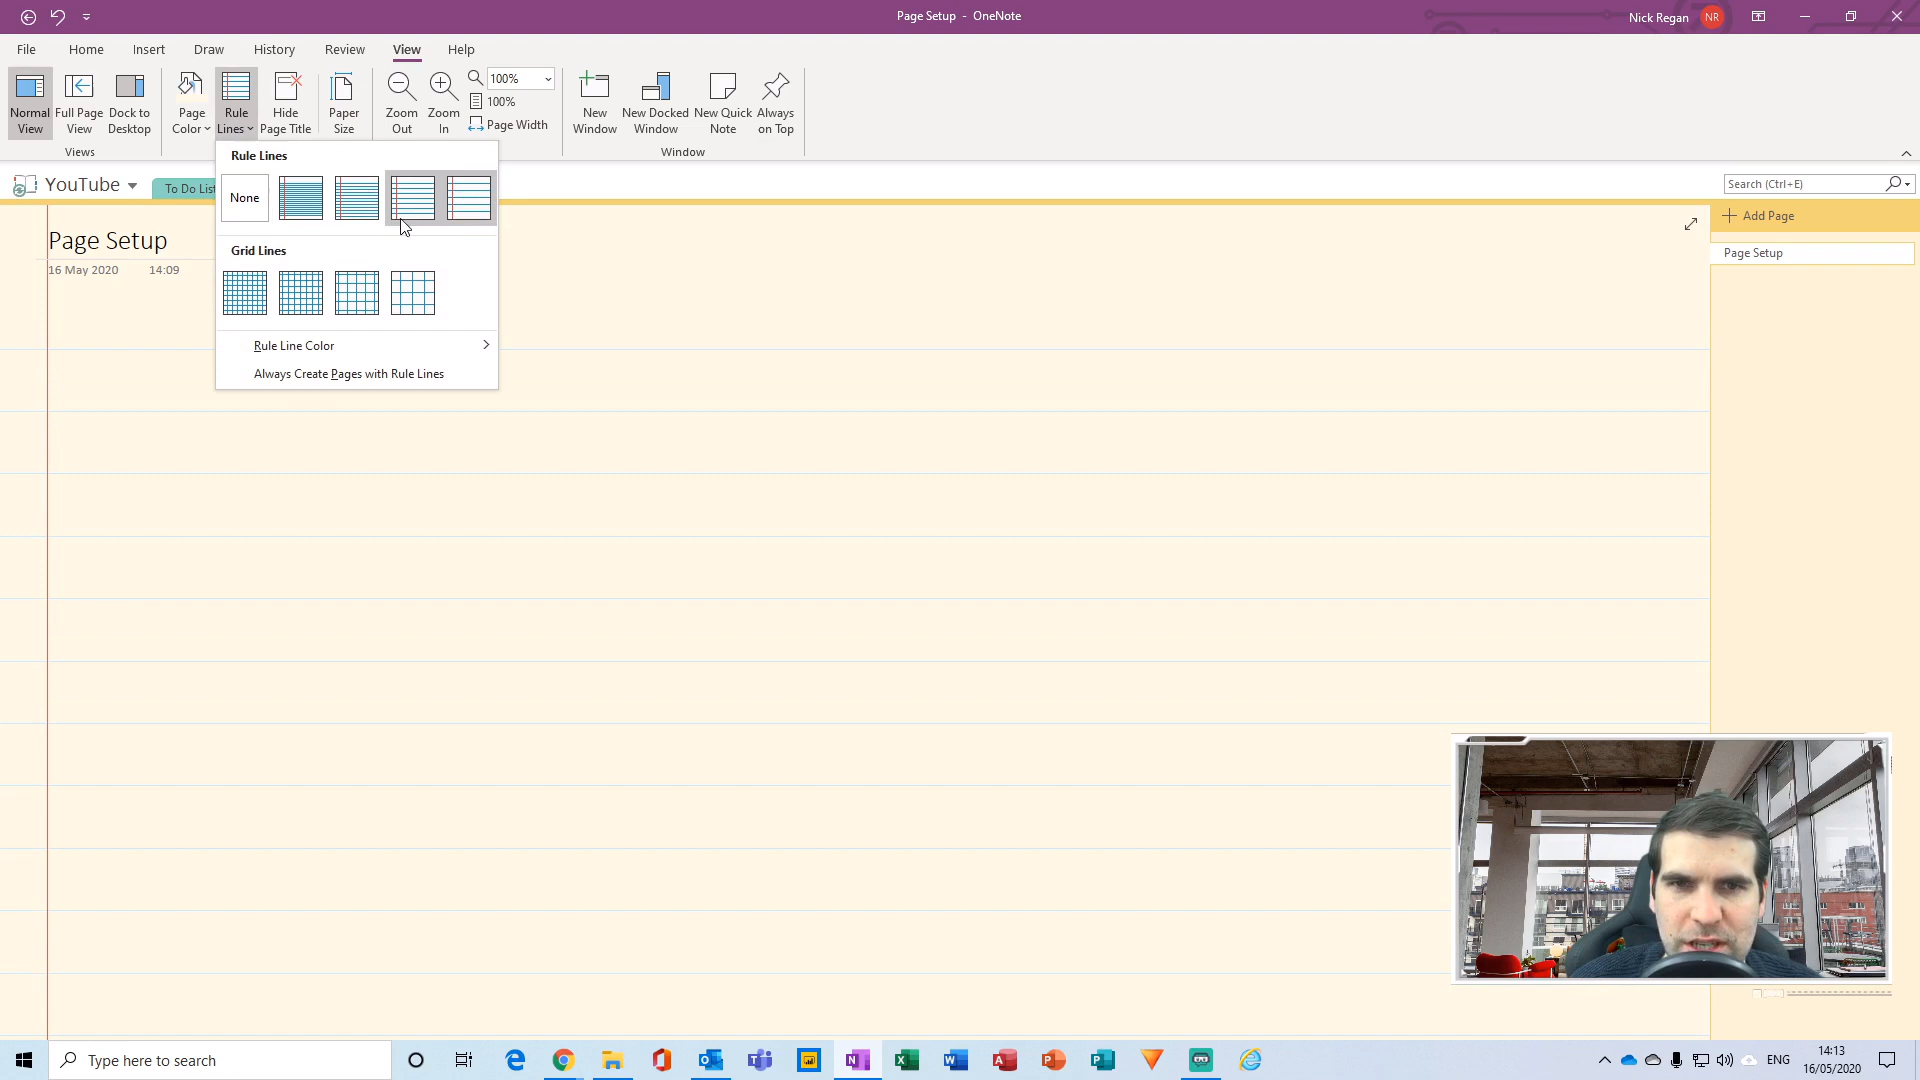 Page Setup - OneNote
Nick Regan NR
File Home Insert Draw History Review View Help
Normal View
Full Page View
Dock to Desktop
Views
Page Color
Rule Lines
Hide Page Title
Paper Size
Zoom Out
Zoom In
100%
100%
Page Width
New Window
New Docked Window
New Quick Note
Always on Top
Window
Rule Lines
None
Grid Lines
Rule Line Color
Always Create Pages with Rule Lines
YouTube
To Do List
Search (Ctrl+E)
Add Page
Page Setup
Page Setup
16 May 2020 14:09
Type here to search
ENG
14:13
16/05/2020